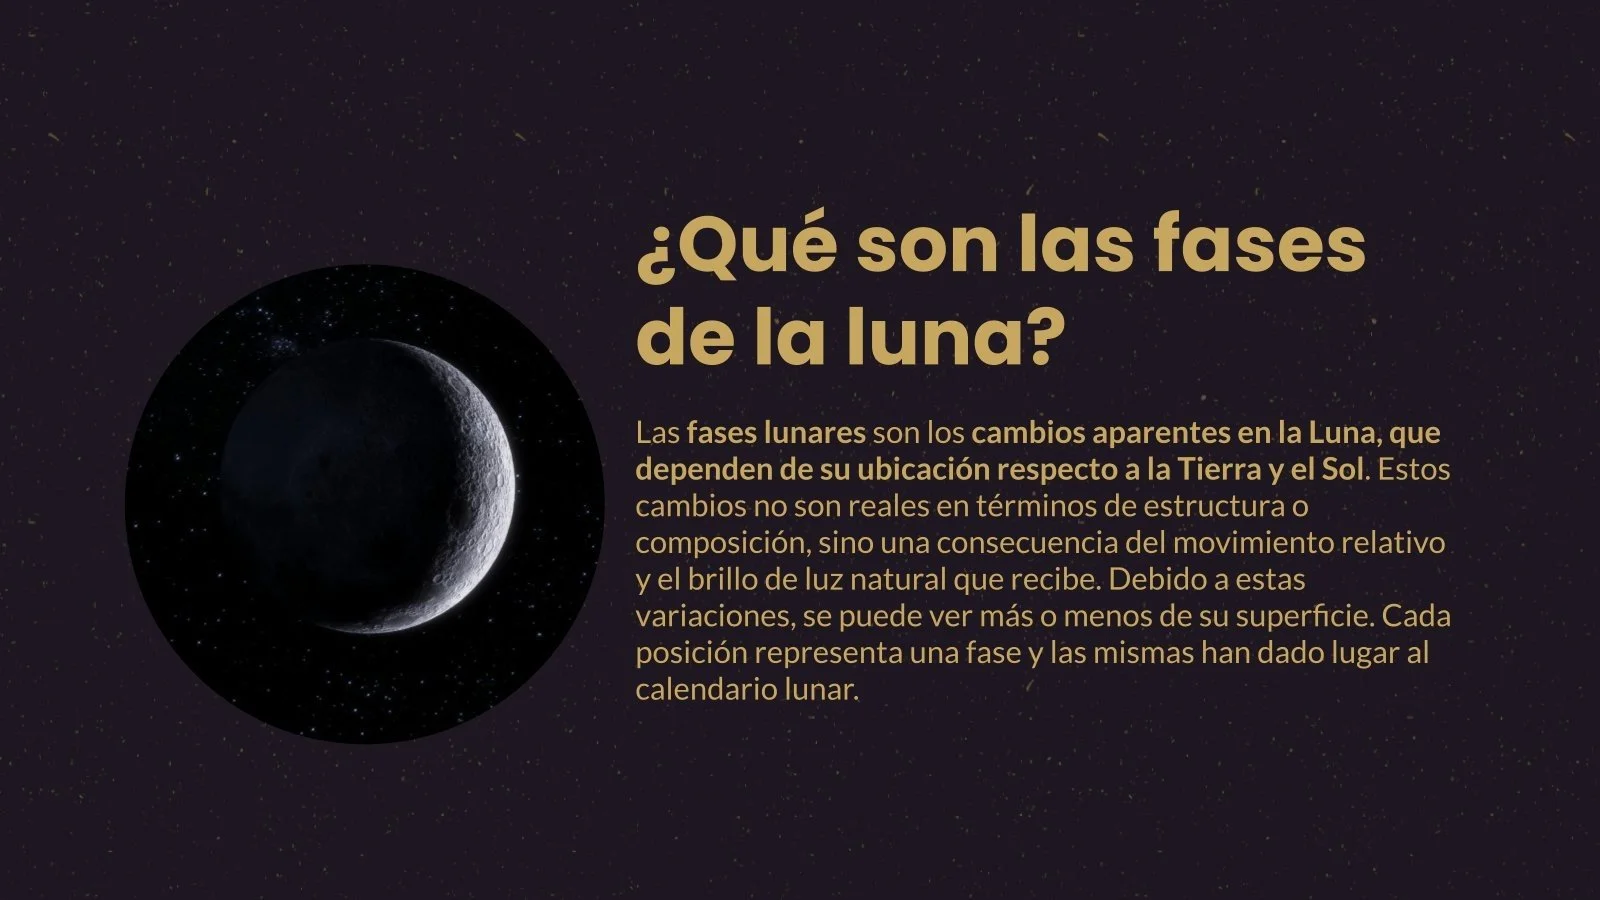 ¿Qué son las fases
de la luna?
Las fases lunares son los cambios aparentes en la Luna, que
dependen de su ubicación respecto a la Tierra y el Sol. Estos
cambios no son reales en términos de estructura o
composición, sino una consecuencia del movimiento relativo
y el brillo de luz natural que recibe. Debido a estas
variaciones, se puede ver más o menos de su superficie. Cada
posición representa una fase y las mismas han dado lugar al
calendario lunar.